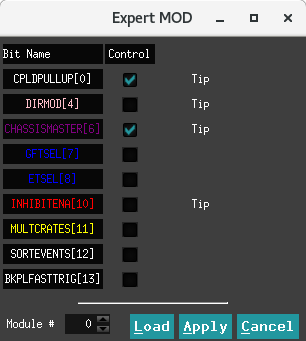 Expert MOD
Bit Name Control
CPLDPULLUP[0] Tip
DIRMOD[4] Tip
CHASSISMASTER[6] Tip
GFTSEL[7]
ETSEL[8]
INHIBITENA[10] Tip
MULTCRATES[11]
SORTEVENTS[12]
BKPLFASTTRIG[13]
Module # 0 Load Apply Cancel